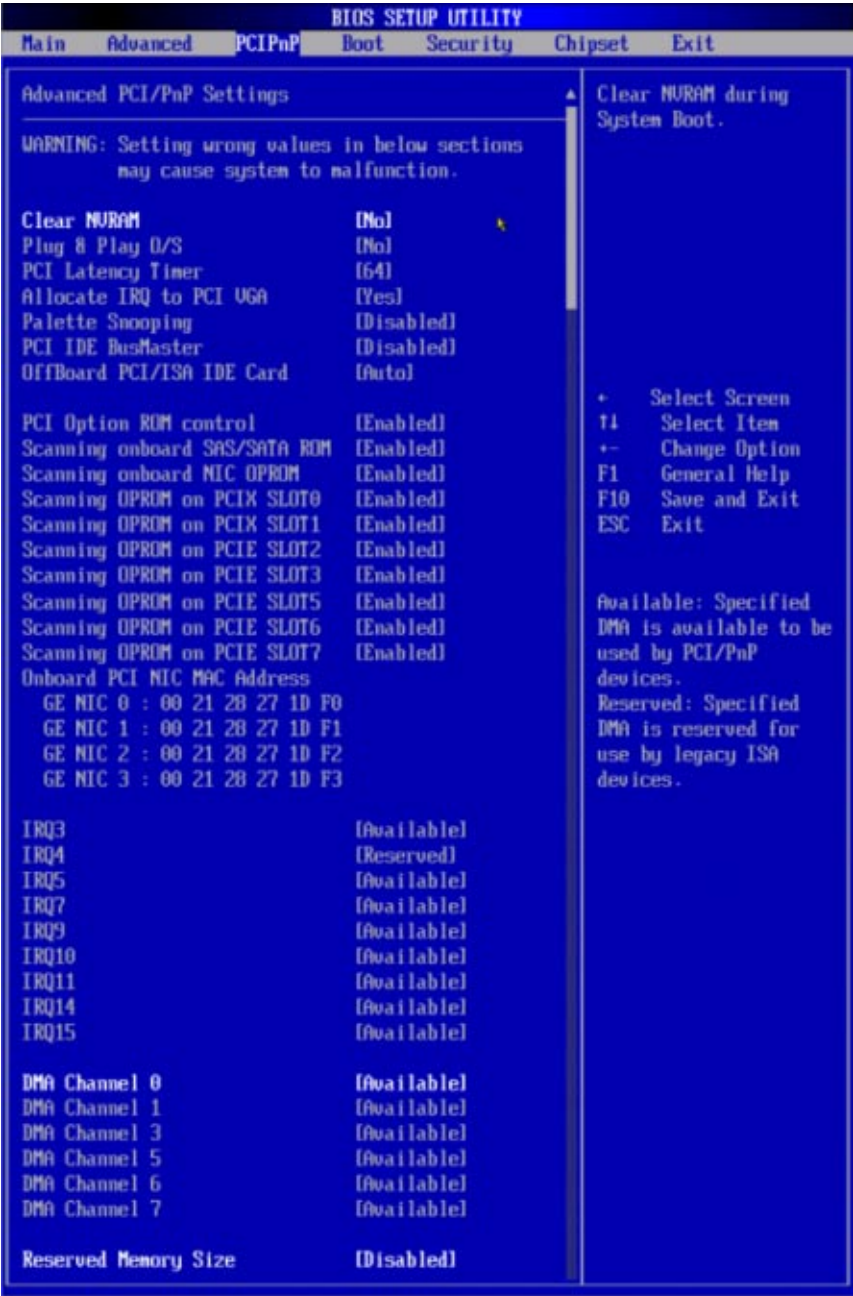 BIOS SETUP UTILITY
Main Advanced PCIPnP Boot Security Chipset Exit
Advanced PCI/PnP Settings
WARNING: Setting wrong values in below sections
may cause system to malfunction.
Clear NVRAM [No]
Plug & Play O/S [No]
PCI Latency Timer [64]
Allocate IRQ to PCI VGA [Yes]
Palette Snooping [Disabled]
PCI IDE BusMaster [Disabled]
OffBoard PCI/ISA IDE Card [Auto]
PCI Option ROM control [Enabled]
Scanning onboard SAS/SATA ROM [Enabled]
Scanning onboard NIC OPROM [Enabled]
Scanning OPROM on PCIX SLOT0 [Enabled]
Scanning OPROM on PCIX SLOT1 [Enabled]
Scanning OPROM on PCIE SLOT2 [Enabled]
Scanning OPROM on PCIE SLOT3 [Enabled]
Scanning OPROM on PCIE SLOT5 [Enabled]
Scanning OPROM on PCIE SLOT6 [Enabled]
Scanning OPROM on PCIE SLOT7 [Enabled]
Onboard PCI NIC MAC Address
GE NIC 0 : 00 21 28 27 1D F0
GE NIC 1 : 00 21 28 27 1D F1
GE NIC 2 : 00 21 28 27 1D F2
GE NIC 3 : 00 21 28 27 1D F3
IRQ3 [Available]
IRQ4 [Reserved]
IRQ5 [Available]
IRQ7 [Available]
IRQ9 [Available]
IRQ10 [Available]
IRQ11 [Available]
IRQ14 [Available]
IRQ15 [Available]
DMA Channel 0 [Available]
DMA Channel 1 [Available]
DMA Channel 3 [Available]
DMA Channel 5 [Available]
DMA Channel 6 [Available]
DMA Channel 7 [Available]
Reserved Memory Size [Disabled]
Clear NVRAM during
System Boot.
← Select Screen
↑↓ Select Item
+- Change Option
F1 General Help
F10 Save and Exit
ESC Exit
Available: Specified
DMA is available to be
used by PCI/PnP
devices.
Reserved: Specified
DMA is reserved for
use by legacy ISA
devices.